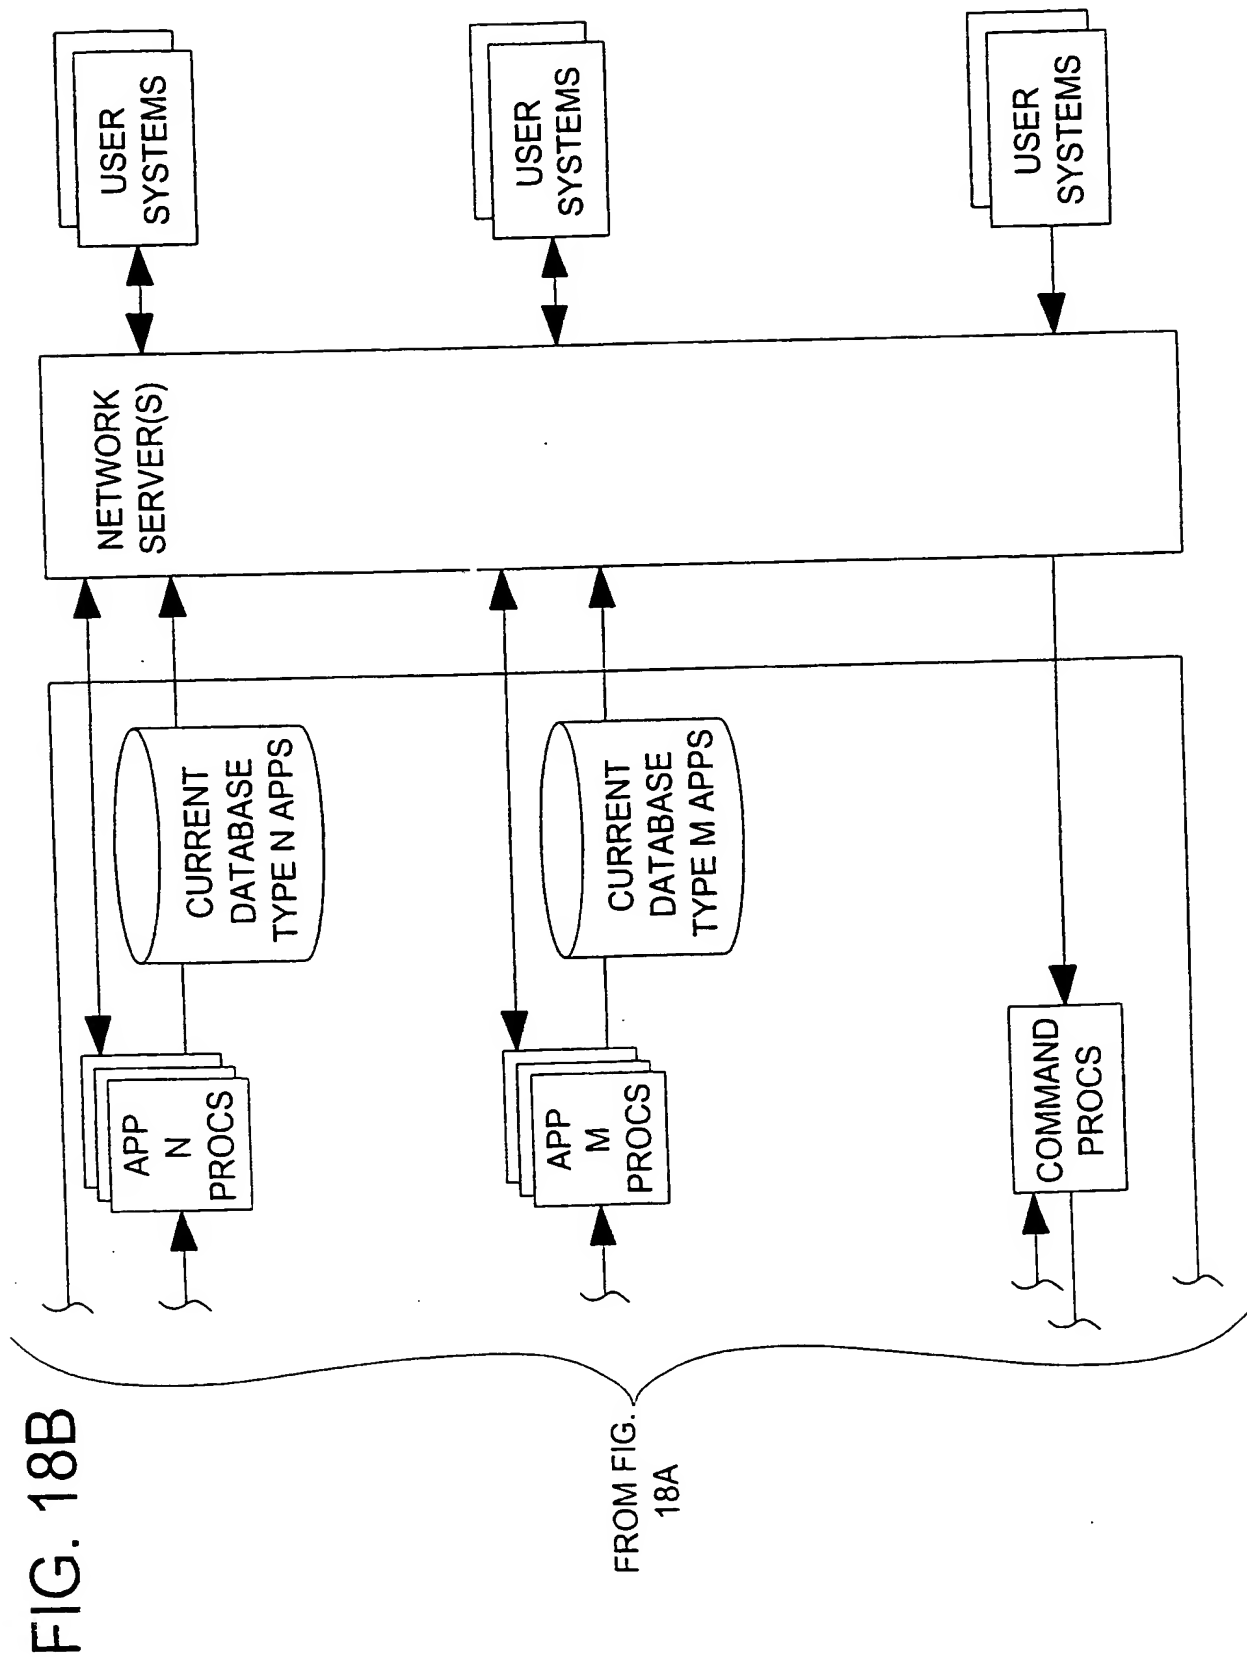 FIG. 18B
FROM FIG.
18A
APP
N
PROCS
CURRENT
DATABASE
TYPE N APPS
NETWORK
SERVER(S)
USER
SYSTEMS
APP
M
PROCS
CURRENT
DATABASE
TYPE M APPS
USER
SYSTEMS
COMMAND
PROCS
USER
SYSTEMS